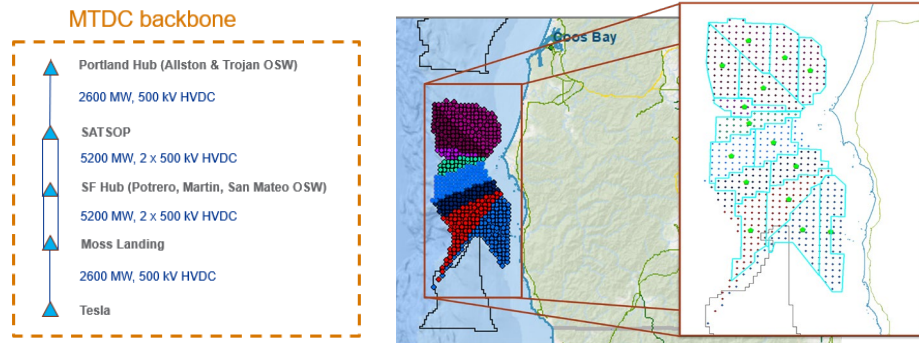 MTDC backbone
Portland Hub (Allston & Trojan OSW)
2600 MW, 500 kV HVDC
SATSOP
5200 MW, 2 x 500 kV HVDC
SF Hub (Potrero, Martin, San Mateo OSW)
5200 MW, 2 x 500 kV HVDC
Moss Landing
2600 MW, 500 kV HVDC
Tesla
Coos Bay